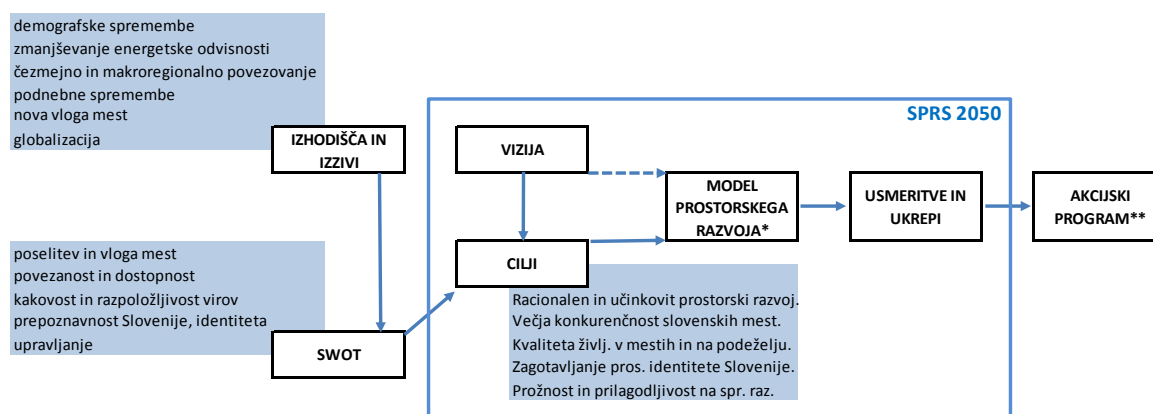 demografske spremembe
zmanjševanje energetske odvisnosti
čezmejno in makroregionalno povezovanje
podnebne spremembe
nova vloga mest
globalizacija
IZHODIŠČA IN
IZZIVI
SPRS 2050
VIZIJA
MODEL
PROSTORSKEGA
RAZVOJA*
USMERITVE IN
UKREPI
AKCIJSKI
PROGRAM**
CILJI
poselitev in vloga mest
povezanost in dostopnost
kakovost in razpoložljivost virov
prepoznavnost Slovenije, identiteta
upravljanje
SWOT
Racionalen in učinkovit prostorski razvoj.
Večja konkurenčnost slovenskih mest.
Kvaliteta življ. v mestih in na podeželju.
Zagotavljanje pros. identitete Slovenije.
Prožnost in prilagodljivost na spr. raz.